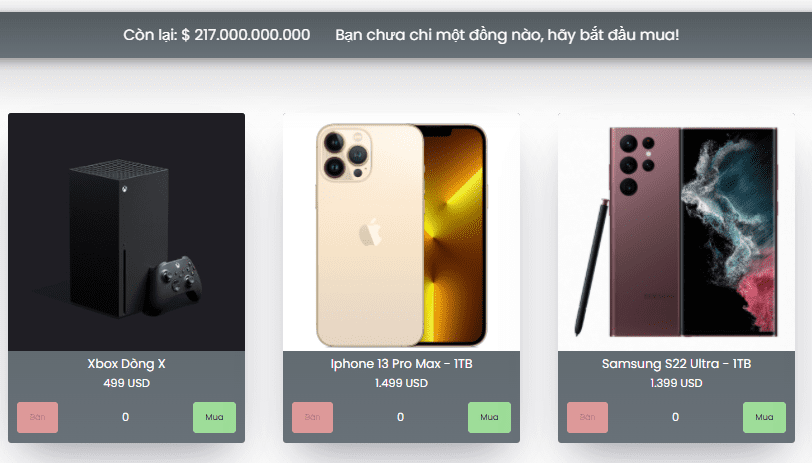 Còn lại: $ 217.000.000.000 Bạn chưa chi một đồng nào, hãy bắt đầu mua!
Xbox Dòng X
499 USD
Bán 0 Mua
Iphone 13 Pro Max - 1TB
1.499 USD
Bán 0 Mua
Samsung S22 Ultra - 1TB
1.399 USD
Bán 0 Mua